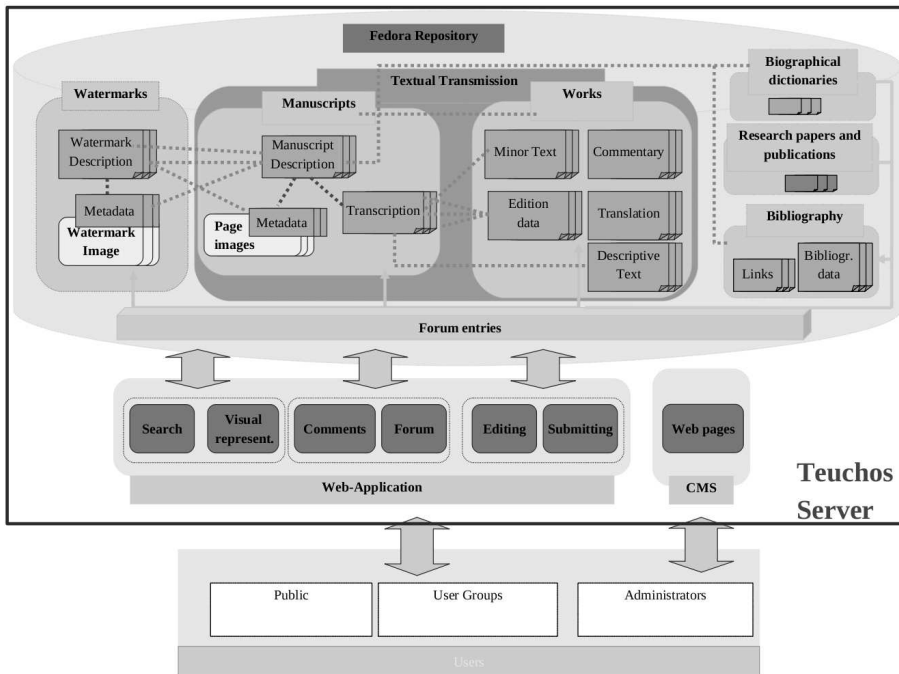 Fedora Repository
Textual Transmission
Biographical
dictionaries
Watermarks
Manuscripts
Works
Watermark
Description
Manuscript
Description
Minor Text
Commentary
Research papers and
publications
Metadata
Watermark
Image
Page
images
Metadata
Transcription
Edition
data
Translation
Descriptive
Text
Bibliography
Links
Bibliogr.
data
Forum entries
Search
Visual
represent.
Comments
Forum
Editing
Submitting
Web pages
Web-Application
CMS
Teuchos
Server
Public
User Groups
Administrators
Users